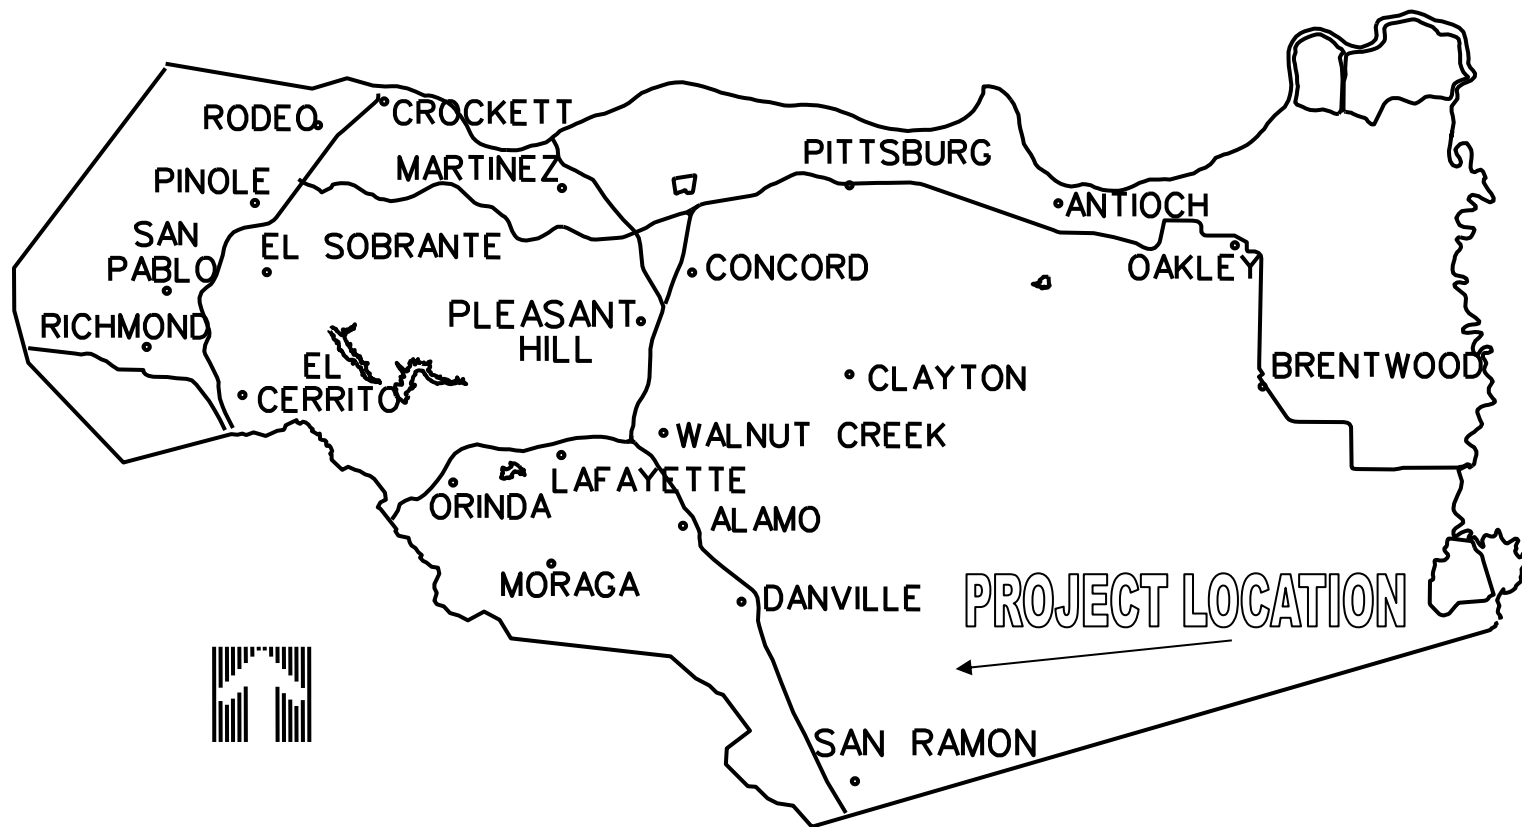 RODEO
CROCKETT
PINOLE
MARTINEZ
PITTSBURG
SAN
PABLO
EL SOBRANTE
ANTIOCH
CONCORD
OAKLEY
RICHMOND
PLEASANT
HILL
EL
CERRITO
CLAYTON
BRENTWOOD
WALNUT CREEK
LAFAYETTE
ORINDA
ALAMO
MORAGA
DANVILLE
PROJECT LOCATION
SAN RAMON